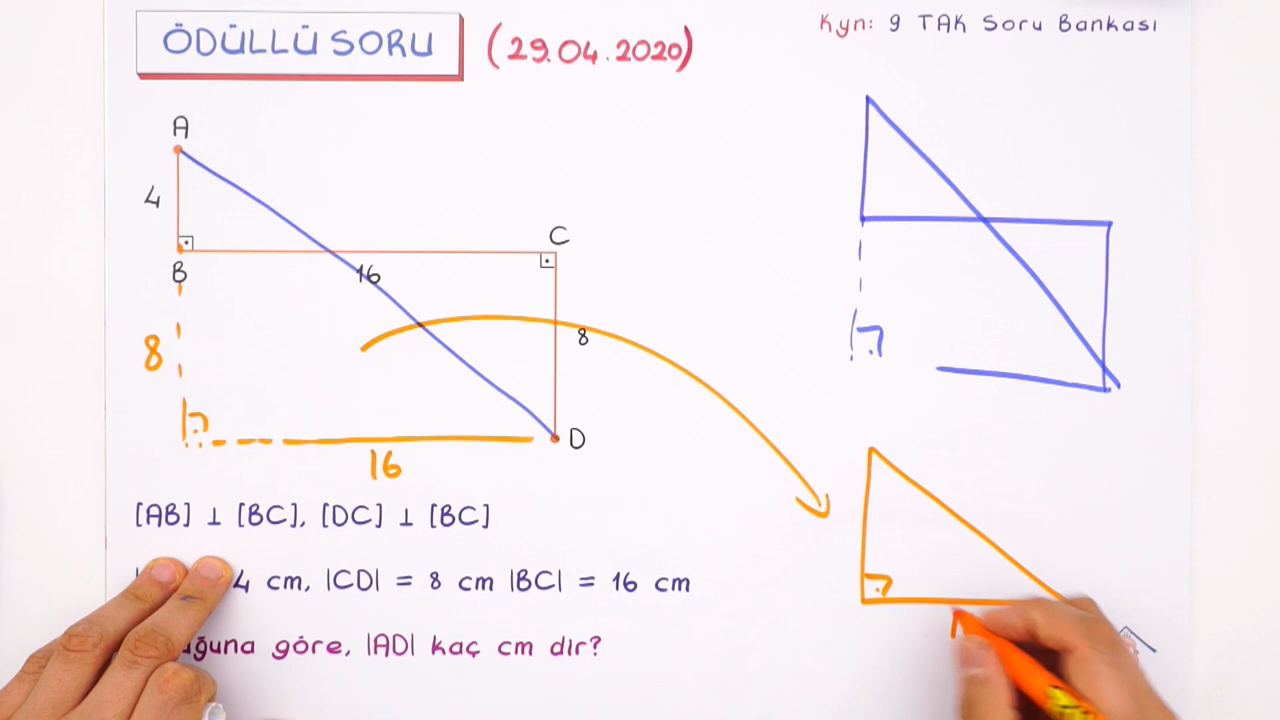 ÖDÜLLÜ SORU
(29.04.2020)
Kyn: 9 TAK Soru Bankası
A
4
B
16
C
8
D
8
16
[AB] ⊥ [BC], [DC] ⊥ [BC]
4 cm, |CD| = 8 cm |BC| = 16 cm
göre, |AD| kaç cm dir?